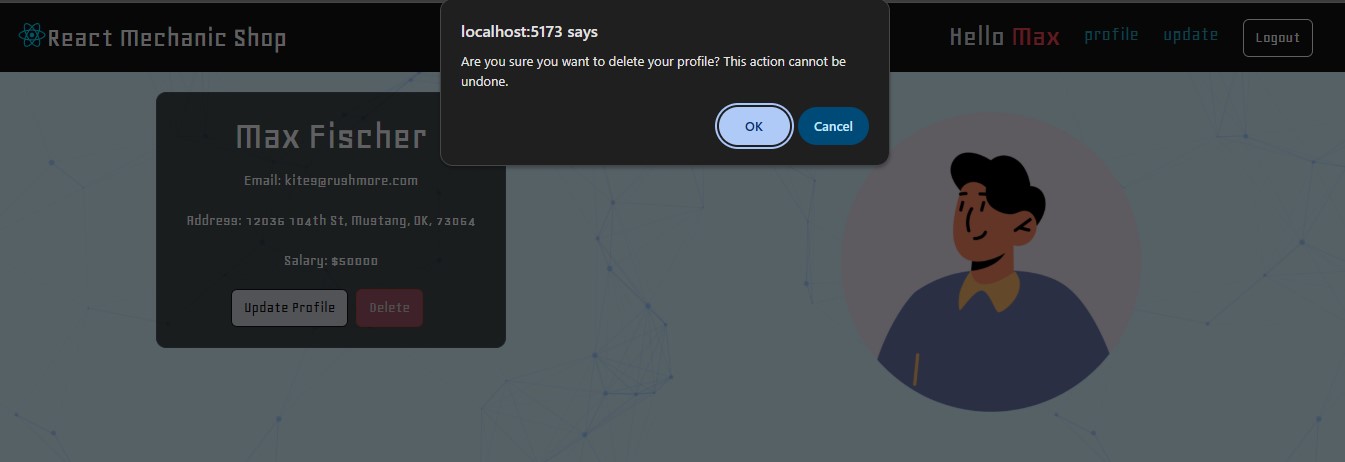 React Mechanic Shop
Hello Max
profile
update
Logout
localhost:5173 says
Are you sure you want to delete your profile? This action cannot be
undone.
OK
Cancel
Max Fischer
Email: kites@rushmore.com
Address: 12036 104th St, Mustang, OK, 73064
Salary: $50000
Update Profile
Delete